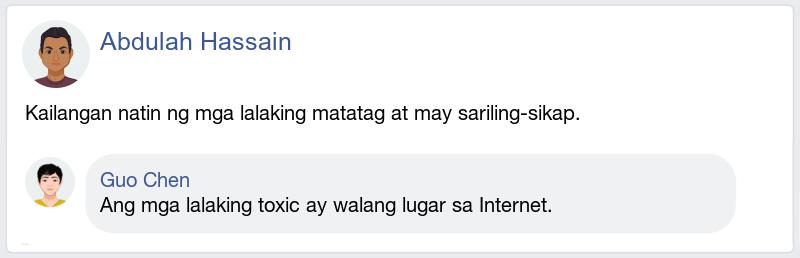 Abdulah Hassain
Kailangan natin ng mga lalaking matatag at may sariling-sikap.
Guo Chen
Ang mga lalaking toxic ay walang lugar sa Internet.